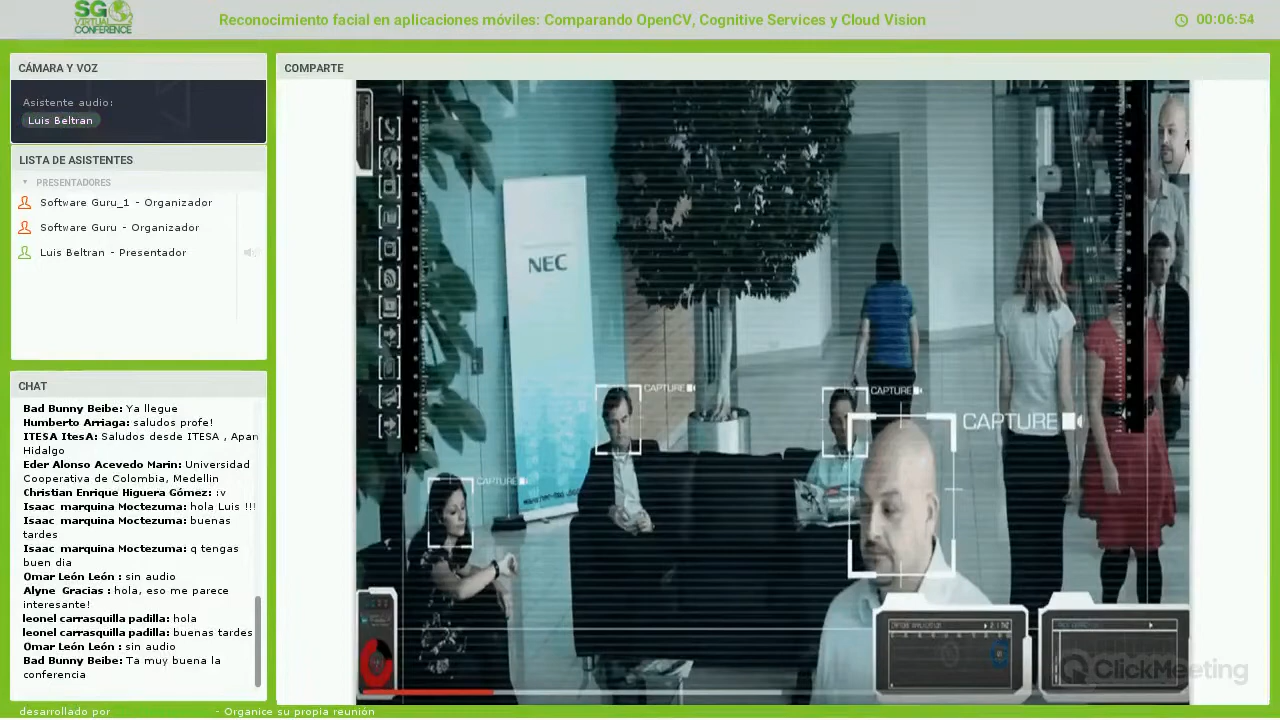 SG
VIRTUAL
CONFERENCE
Reconocimiento facial en aplicaciones móviles: Comparando OpenCV, Cognitive Services y Cloud Vision
00:06:54
CÁMARA Y VOZ
Asistente audio:
Luis Beltran
LISTA DE ASISTENTES
PRESENTADORES
Software Guru_1 - Organizador
Software Guru - Organizador
Luis Beltran - Presentador
CHAT
Bad Bunny Beibe: Ya llegue
Humberto Arriaga: saludos profe!
ITESA ItesA: Saludos desde ITESA , Apan
Hidalgo
Eder Alonso Acevedo Marin: Universidad
Cooperativa de Colombia, Medellin
Christian Enrique Higuera Gómez: :v
Isaac marquina Moctezuma: hola Luis !!!
Isaac marquina Moctezuma: buenas
tardes
Isaac marquina Moctezuma: q tengas
buen dia
Omar León León : sin audio
Alyne Gracias : hola, eso me parece
interesante!
leonel carrasquilla padilla: hola
leonel carrasquilla padilla: buenas tardes
Omar León León : sin audio
Bad Bunny Beibe: Ta muy buena la
conferencia
desarrollado por - Organice su propia reunión
COMPARTE
NEC
CAPTURE
CAPTURE
CAPTURE
CAPTURE
ClickMeeting